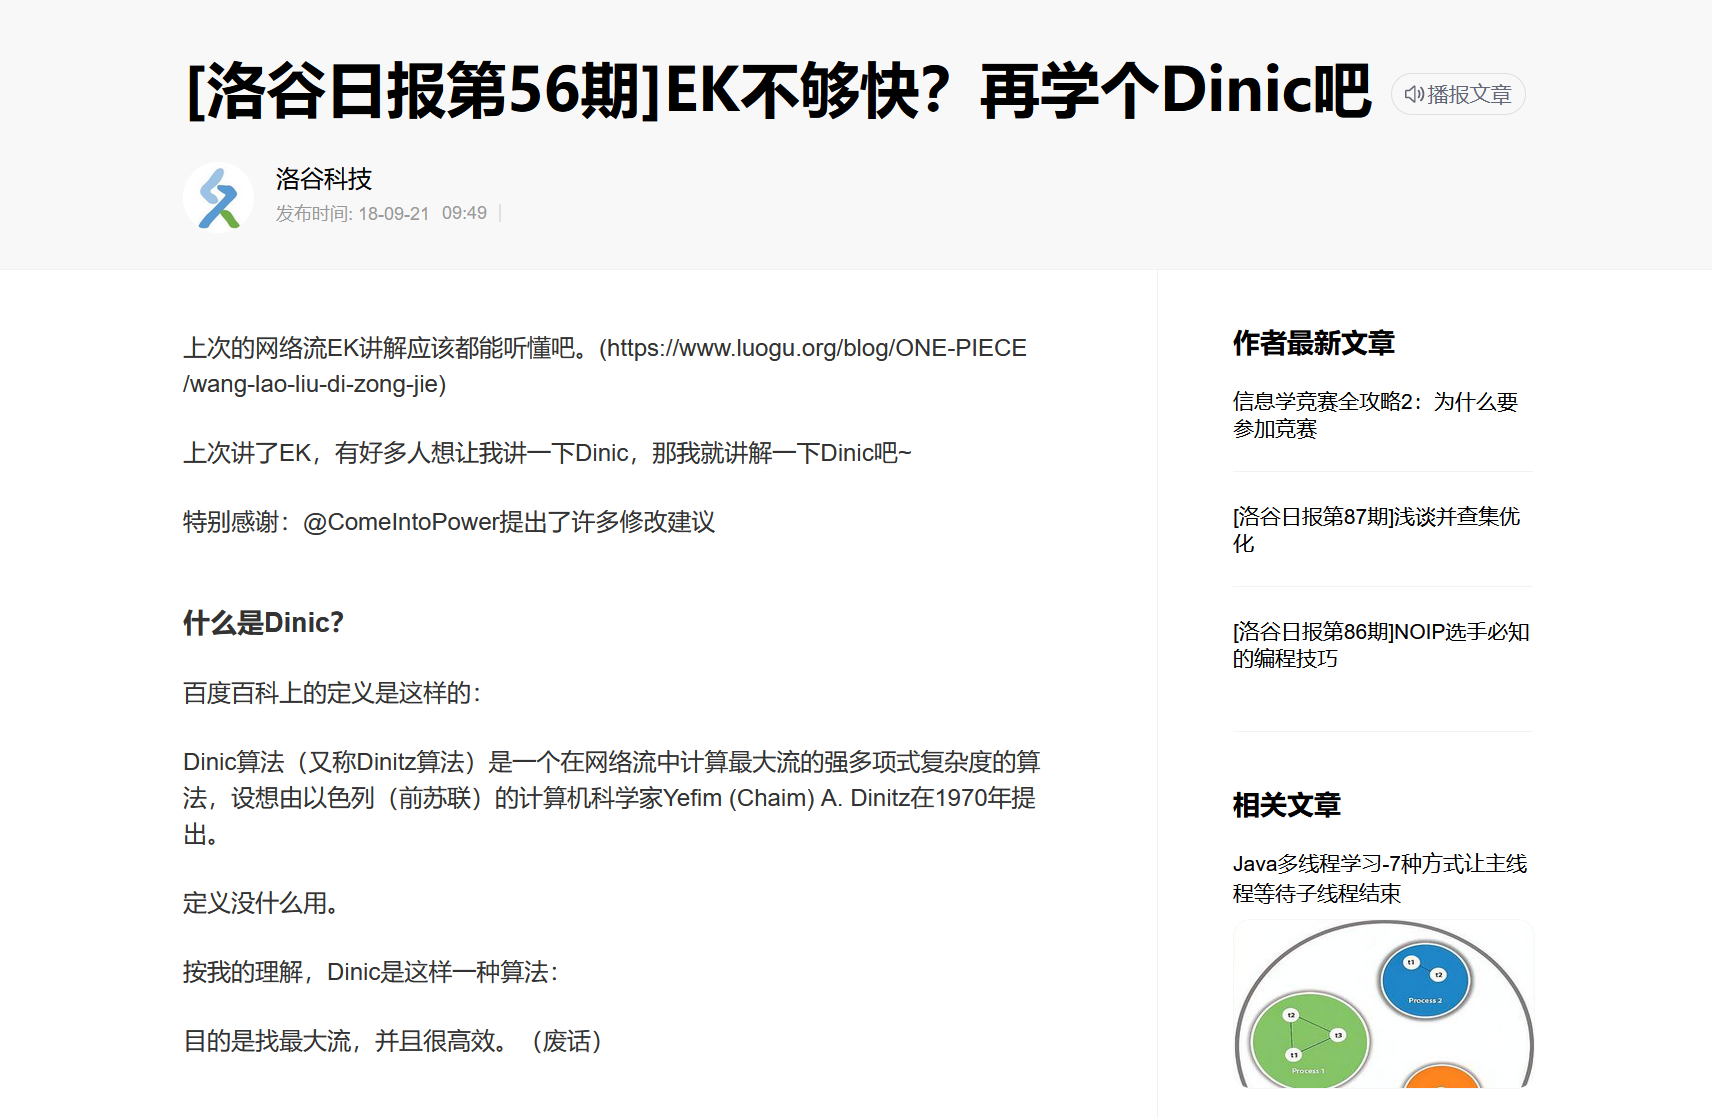 [洛谷日报第56期]EK不够快？再学个Dinic吧
播报文章
洛谷科技
发布时间: 18-09-21 09:49
上次的网络流EK讲解应该都能听懂吧。(https://www.luogu.org/blog/ONE-PIECE
/wang-lao-liu-di-zong-jie)
上次讲了EK，有好多人想让我讲一下Dinic，那我就讲解一下Dinic吧~
特别感谢：@ComeIntoPower提出了许多修改建议
什么是Dinic？
百度百科上的定义是这样的：
Dinic算法（又称Dinitz算法）是一个在网络流中计算最大流的强多项式复杂度的算
法，设想由以色列（前苏联）的计算机科学家Yefim (Chaim) A. Dinitz在1970年提
出。
定义没什么用。
按我的理解，Dinic是这样一种算法：
目的是找最大流，并且很高效。（废话）
作者最新文章
信息学竞赛全攻略2：为什么要
参加竞赛
[洛谷日报第87期]浅谈并查集优
化
[洛谷日报第86期]NOIP选手必知
的编程技巧
相关文章
Java多线程学习-7种方式让主线
程等待子线程结束
t1
t2
Process 2
t2
t3
t1
Process 1